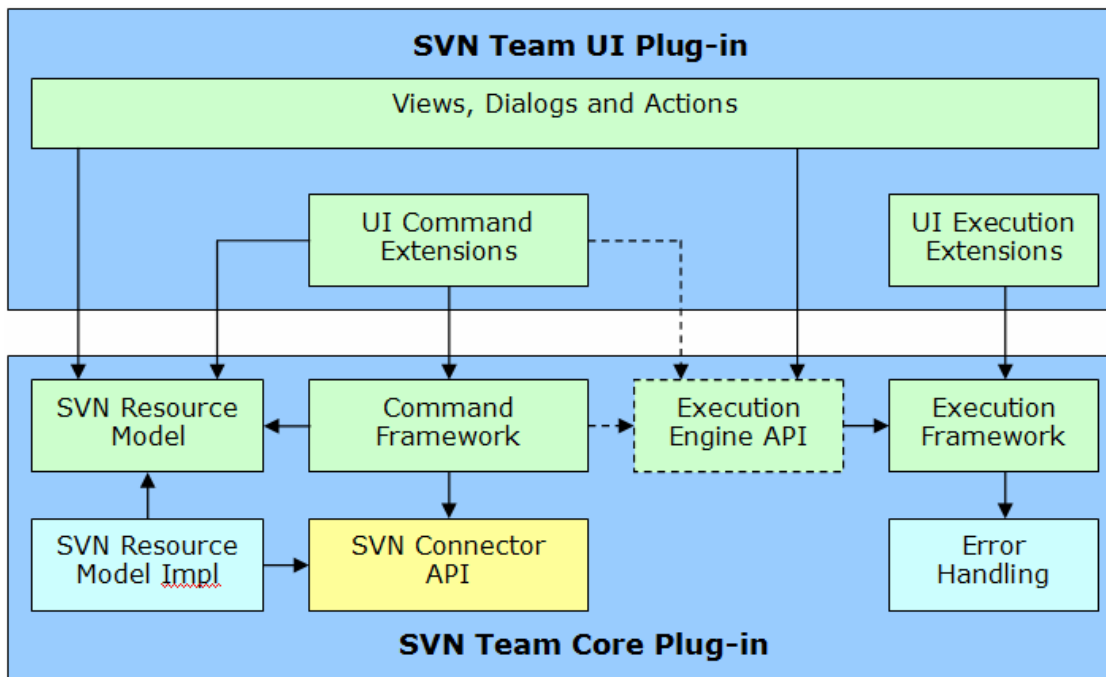 SVN Team UI Plug-in
Views, Dialogs and Actions
UI Command
Extensions
UI Execution
Extensions
SVN Resource
Model
Command
Framework
Execution
Engine API
Execution
Framework
SVN Resource
Model Impl
SVN Connector
API
Error
Handling
SVN Team Core Plug-in